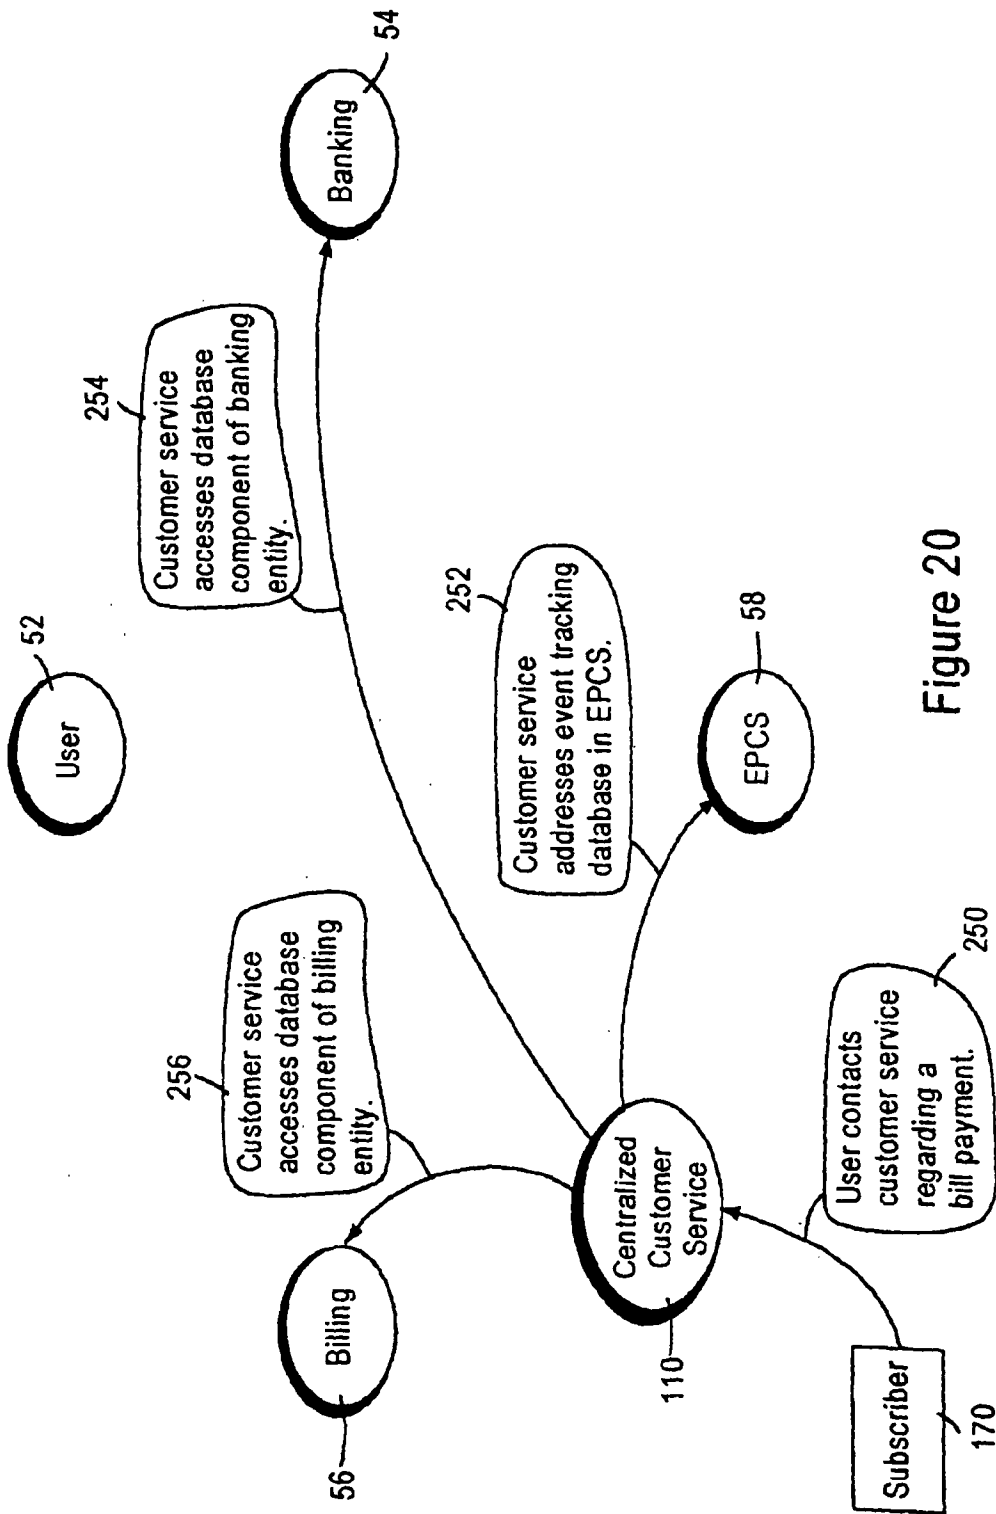 52
User
254
Customer service
accesses database
component of banking
entity.
54
Banking
256
Customer service
accesses database
component of billing
entity.
56
Billing
252
Customer service
addresses event tracking
database in EPCS.
110
Centralized
Customer
Service
58
EPCS
User contacts
customer service
regarding a
bill payment.
250
Subscriber
170
Figure 20